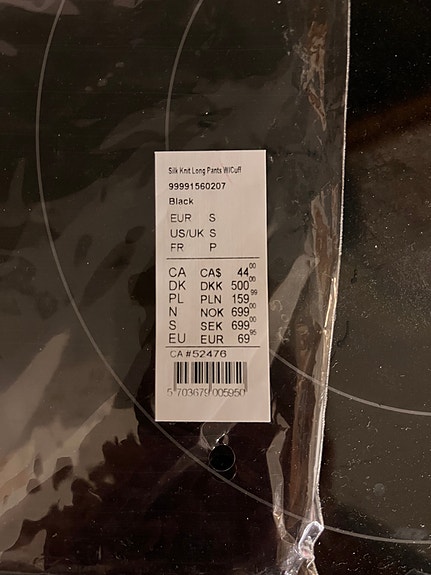 Silk Knit Long Pants W/Cuff
99991560207
Black
EUR S
US/UK S
FR P
CA CA$ 44 00
DK DKK 500 00
PL PLN 159 99
N NOK 699 00
S SEK 699 00
EU EUR 69 95
CA #52476
5 703679 005950